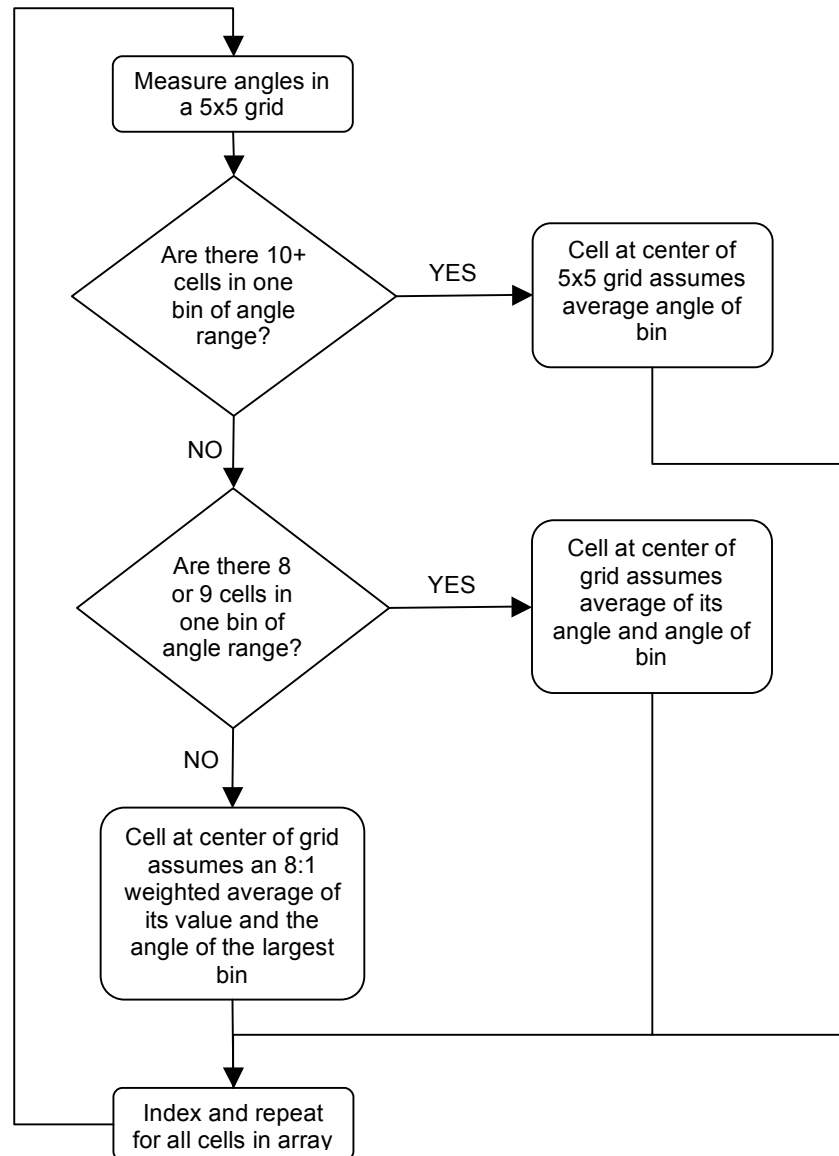 Measure angles in
a 5x5 grid
Are there 10+
cells in one
bin of angle
range?
YES
Cell at center of
5x5 grid assumes
average angle of
bin
NO
Are there 8
or 9 cells in
one bin of
angle range?
YES
Cell at center of
grid assumes
average of its
angle and angle of
bin
NO
Cell at center of grid
assumes an 8:1
weighted average of
its value and the
angle of the largest
bin
Index and repeat
for all cells in array